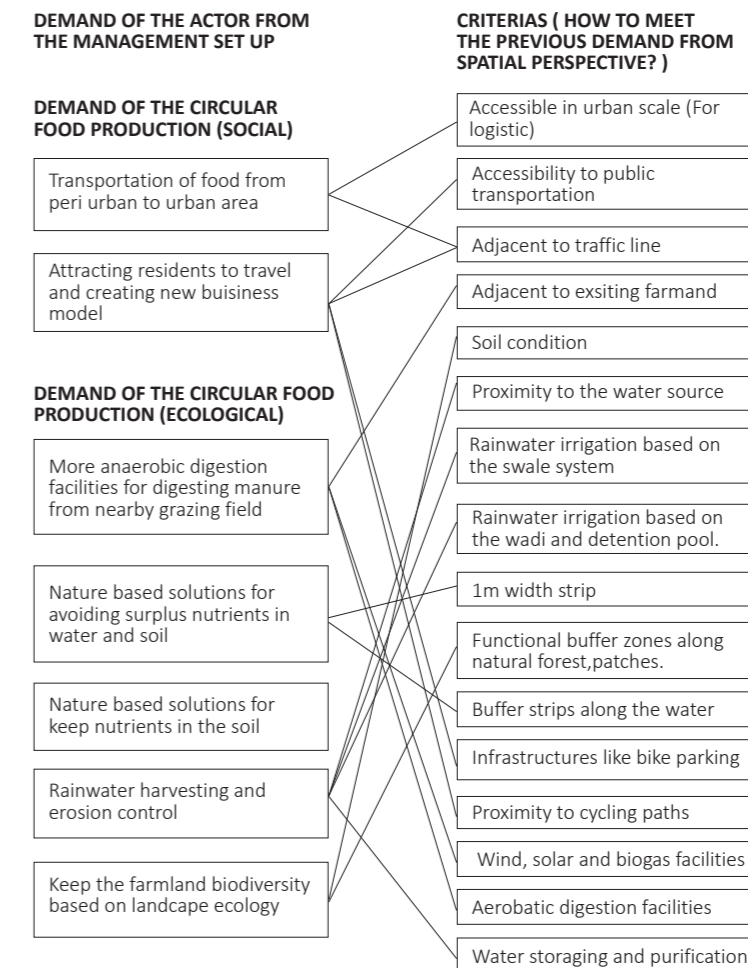 DEMAND OF THE ACTOR FROM
THE MANAGEMENT SET UP
DEMAND OF THE CIRCULAR
FOOD PRODUCTION (SOCIAL)
Transportation of food from
peri urban to urban area
Attracting residents to travel
and creating new buisiness
model
DEMAND OF THE CIRCULAR FOOD
PRODUCTION (ECOLOGICAL)
More anaerobic digestion
facilities for digesting manure
from nearby grazing field
Nature based solutions for
avoiding surplus nutrients in
water and soil
Nature based solutions for
keep nutrients in the soil
Rainwater harvesting and
erosion control
Keep the farmland biodiversity
based on landcape ecology
CRITERIAS ( HOW TO MEET
THE PREVIOUS DEMAND FROM
SPATIAL PERSPECTIVE? )
Accessible in urban scale (For
logistic)
Accessibility to public
transportation
Adjacent to traffic line
Adjacent to exsiting farmand
Soil condition
Proximity to the water source
Rainwater irrigation based on
the swale system
Rainwater irrigation based on
the wadi and detention pool.
1m width strip
Functional buffer zones along
natural forest,patches.
Buffer strips along the water
Infrastructures like bike parking
Proximity to cycling paths
Wind, solar and biogas facilities
Aerobatic digestion facilities
Water storaging and purification